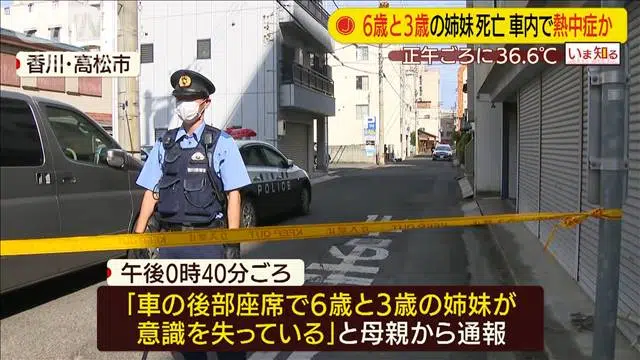 6歳と3歳の姉妹 死亡 車内で熱中症か
正午ごろに36.6℃
いま知る
香川・高松市
POLICE
KEEP OUT
午後0時40分ごろ
「車の後部座席で6歳と3歳の姉妹が
意識を失っている」と母親から通報